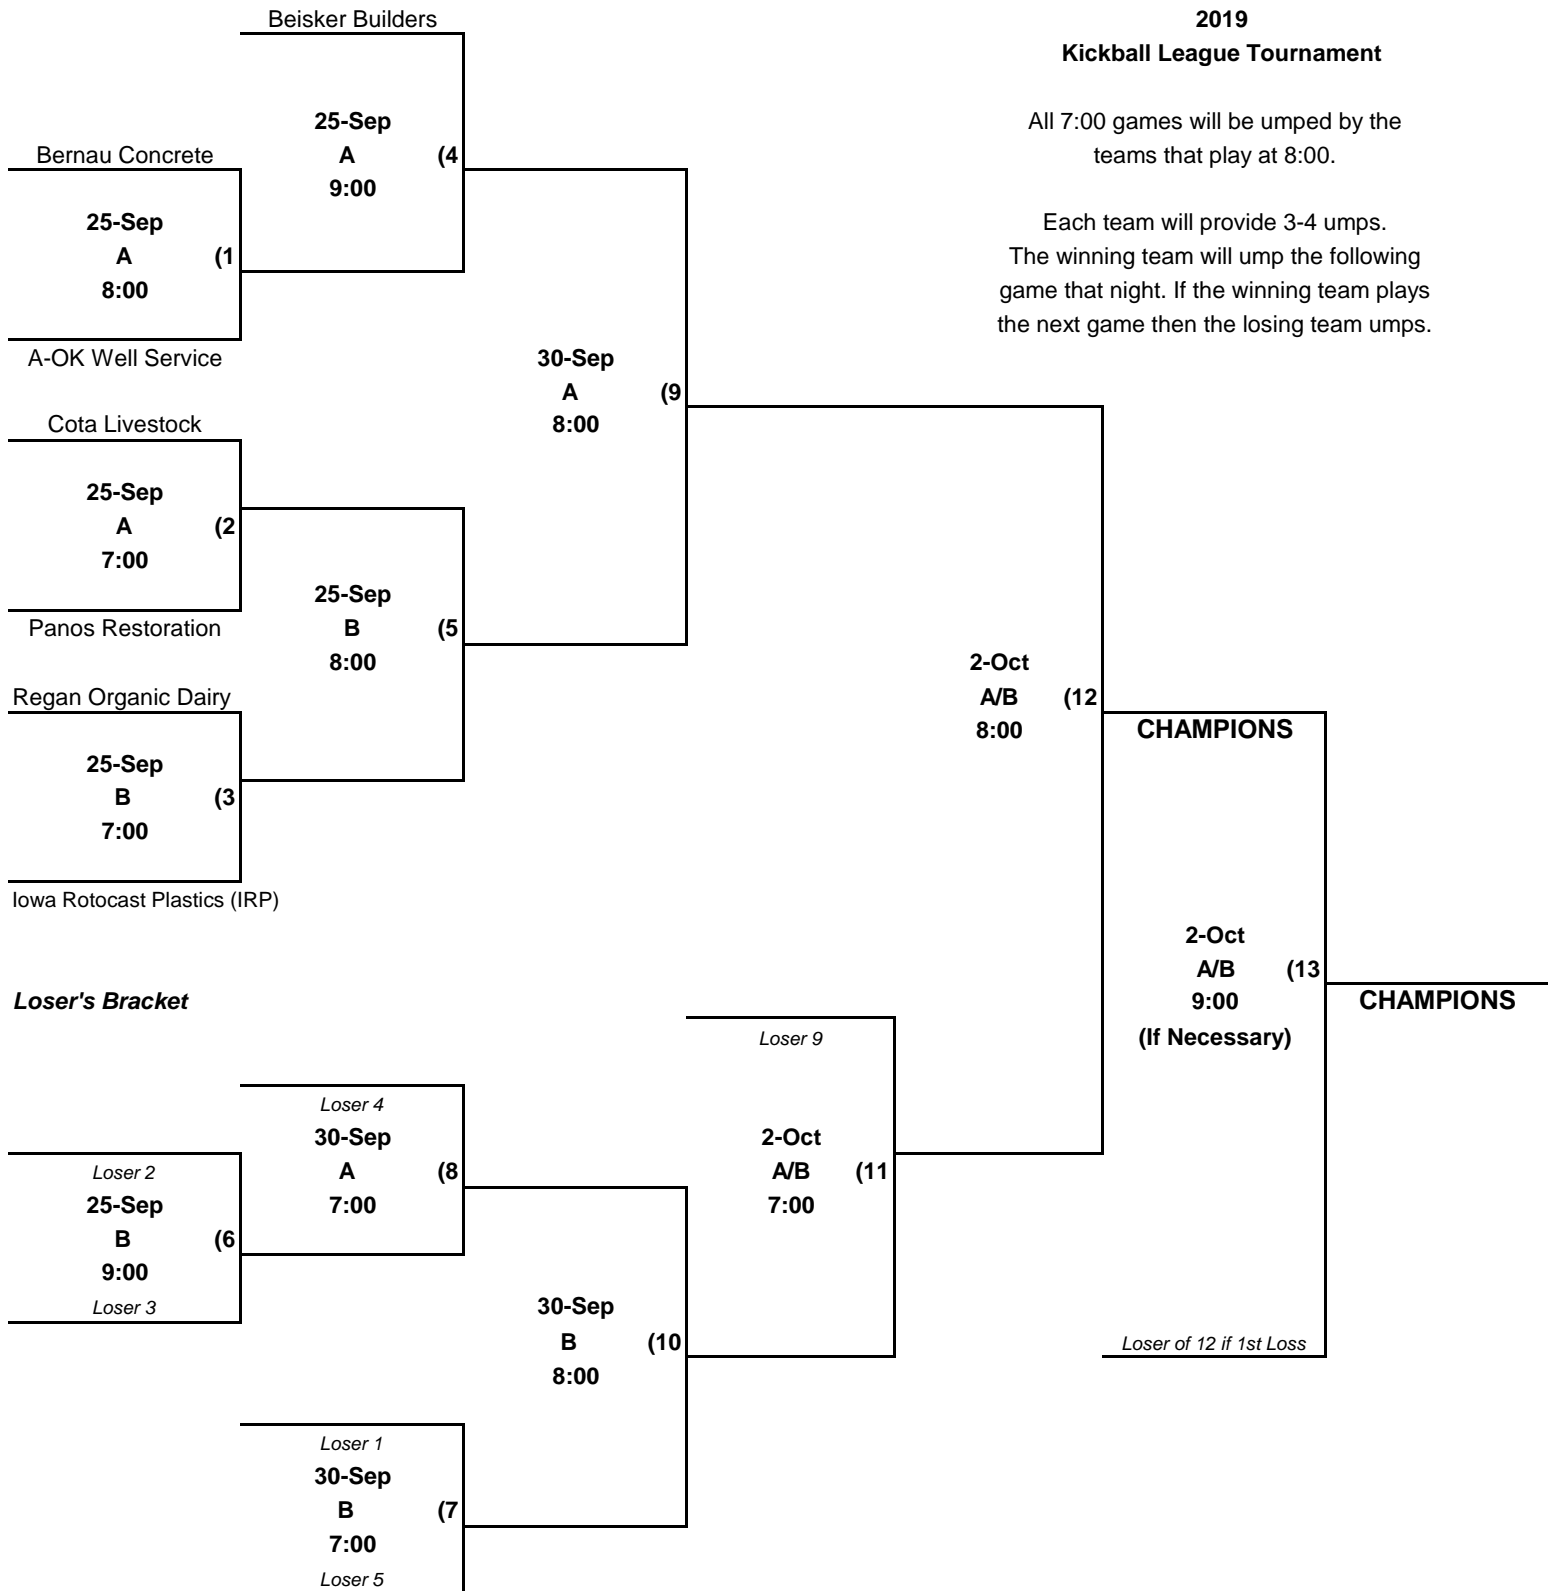 Beisker Builders
2019
Kickball League Tournament
All 7:00 games will be umped by the
teams that play at 8:00.
Each team will provide 3-4 umps.
The winning team will ump the following
game that night. If the winning team plays
the next game then the losing team umps.
25-Sep
A (4
9:00
Bernau Concrete
25-Sep
A (1
8:00
A-OK Well Service
30-Sep
A (9
8:00
Cota Livestock
25-Sep
A (2
7:00
Panos Restoration
25-Sep
B (5
8:00
Regan Organic Dairy
25-Sep
B (3
7:00
Iowa Rotocast Plastics (IRP)
2-Oct
A/B (12
8:00
CHAMPIONS
2-Oct
A/B (13
9:00
(If Necessary)
CHAMPIONS
Loser's Bracket
Loser 9
2-Oct
A/B (11
7:00
Loser 4
30-Sep
A (8
7:00
Loser 2
25-Sep
B (6
9:00
Loser 3
30-Sep
B (10
8:00
Loser of 12 if 1st Loss
Loser 1
30-Sep
B (7
7:00
Loser 5